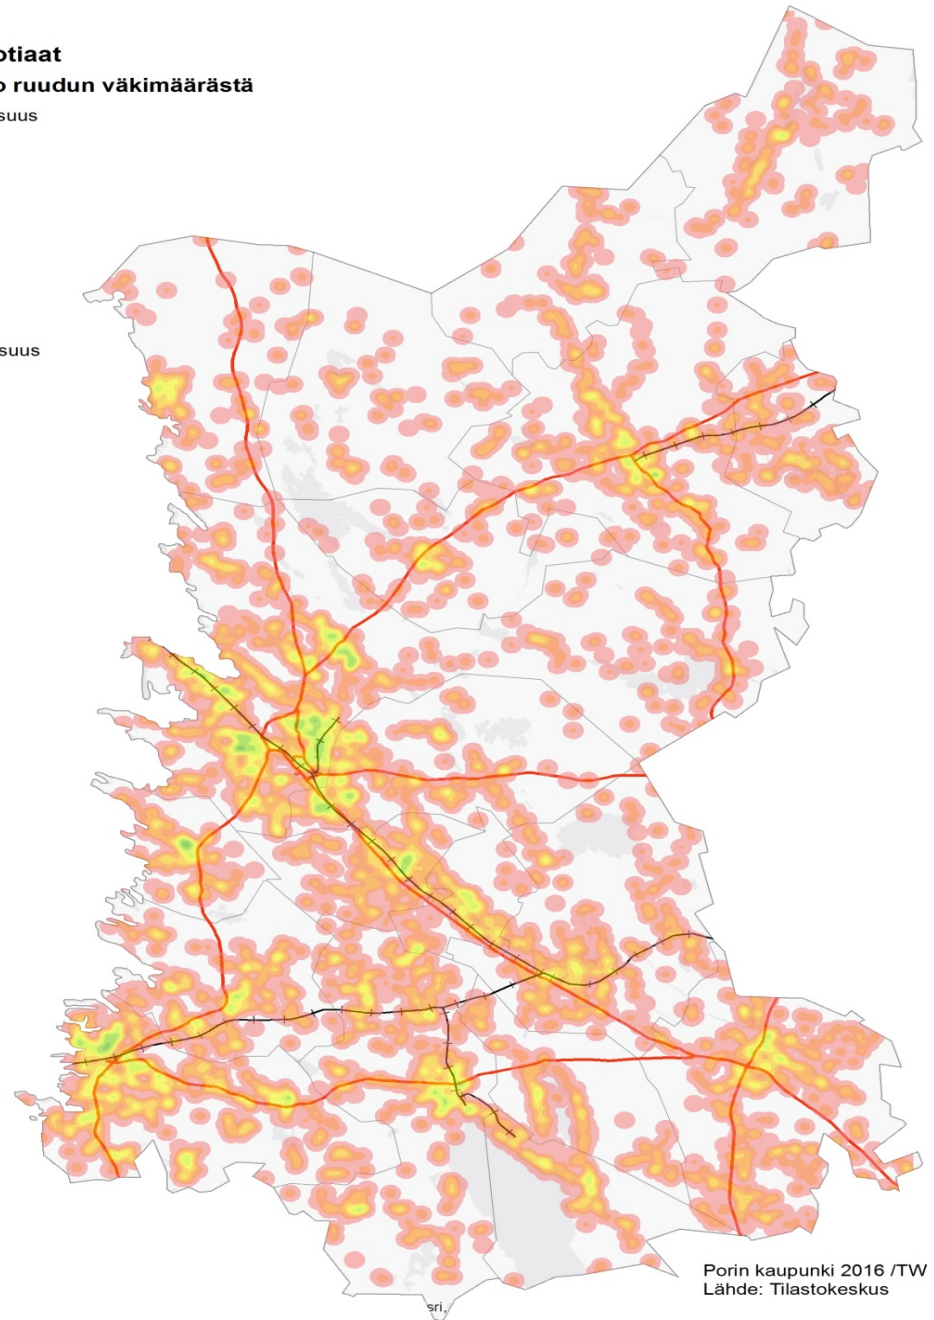 otiaat
o ruudun väkimäärästä
suus
suus
Porin kaupunki 2016 /TW
Lähde: Tilastokeskus
sri,